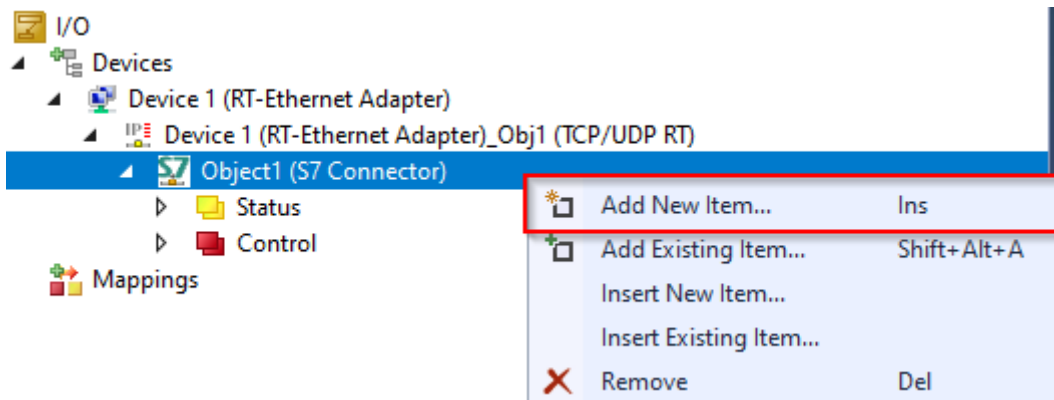 I/O
Devices
Device 1 (RT-Ethernet Adapter)
IP Device 1 (RT-Ethernet Adapter)_Obj1 (TCP/UDP RT)
S7 Object1 (S7 Connector)
Status
Control
Mappings
Add New Item... Ins
Add Existing Item... Shift+Alt+A
Insert New Item...
Insert Existing Item...
Remove Del